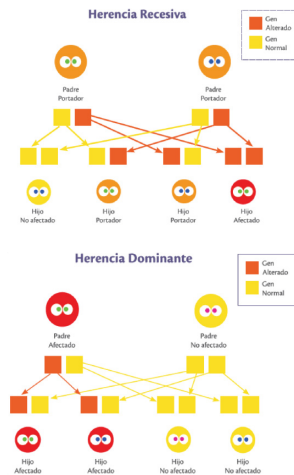 Herencia Recesiva
Gen
Alterado
Gen
Normal
Padre
Portador
Padre
Portador
Hijo
No afectado
Hijo
Portador
Hijo
Portador
Hijo
Afectado
Herencia Dominante
Gen
Alterado
Gen
Normal
Padre
Afectado
Padre
No afectado
Hijo
Afectado
Hijo
Afectado
Hijo
No afectado
Hijo
No afectado